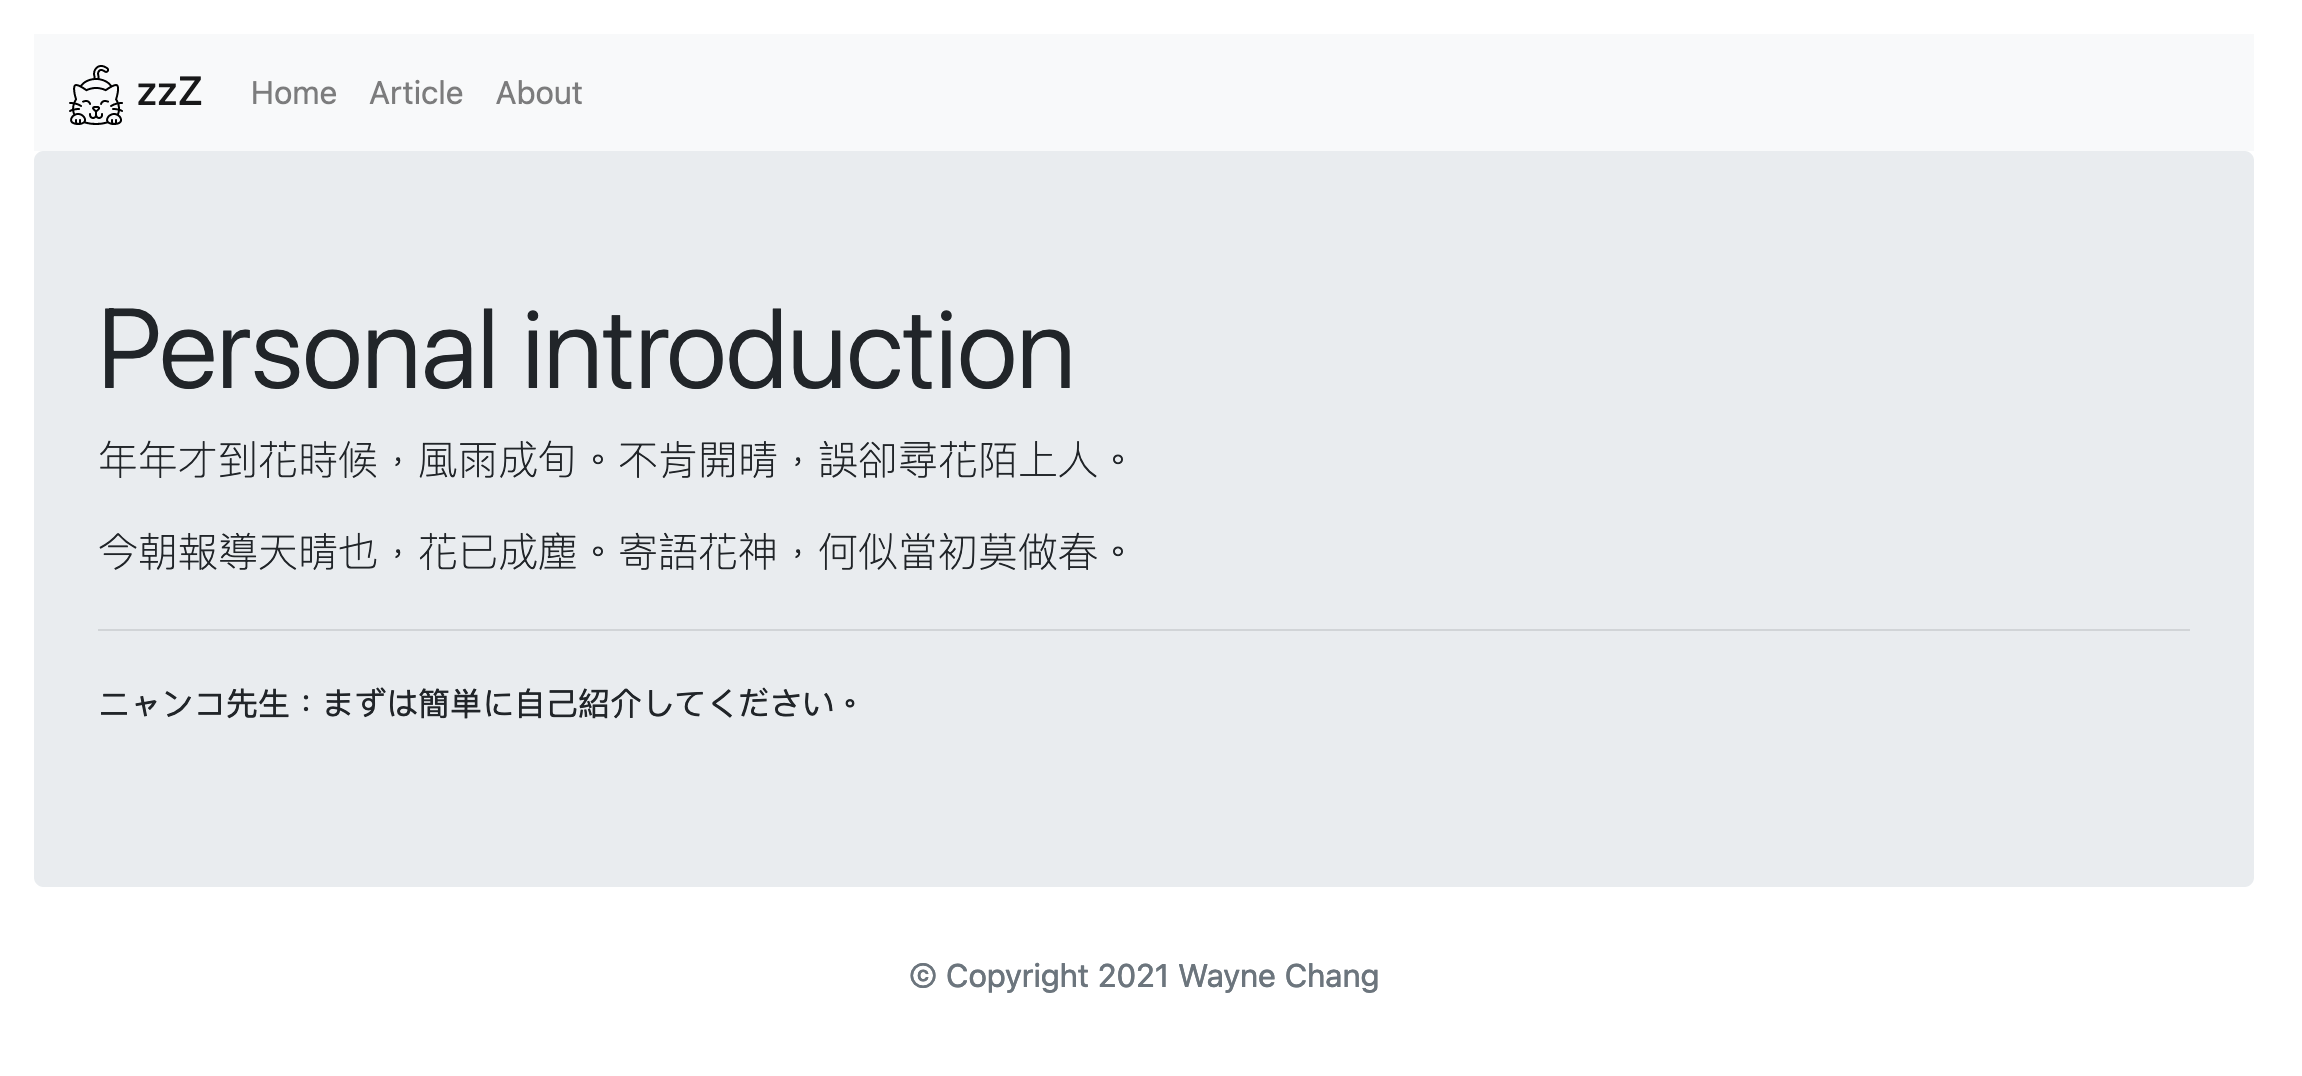 zzZ Home Article About
Personal introduction
年年才到花時候，風雨成旬。不肯開晴，誤卻尋花陌上人。
今朝報導天晴也，花已成塵。寄語花神，何似當初莫做春。
ニャンコ先生：まずは簡単に自己紹介してください。
© Copyright 2021 Wayne Chang